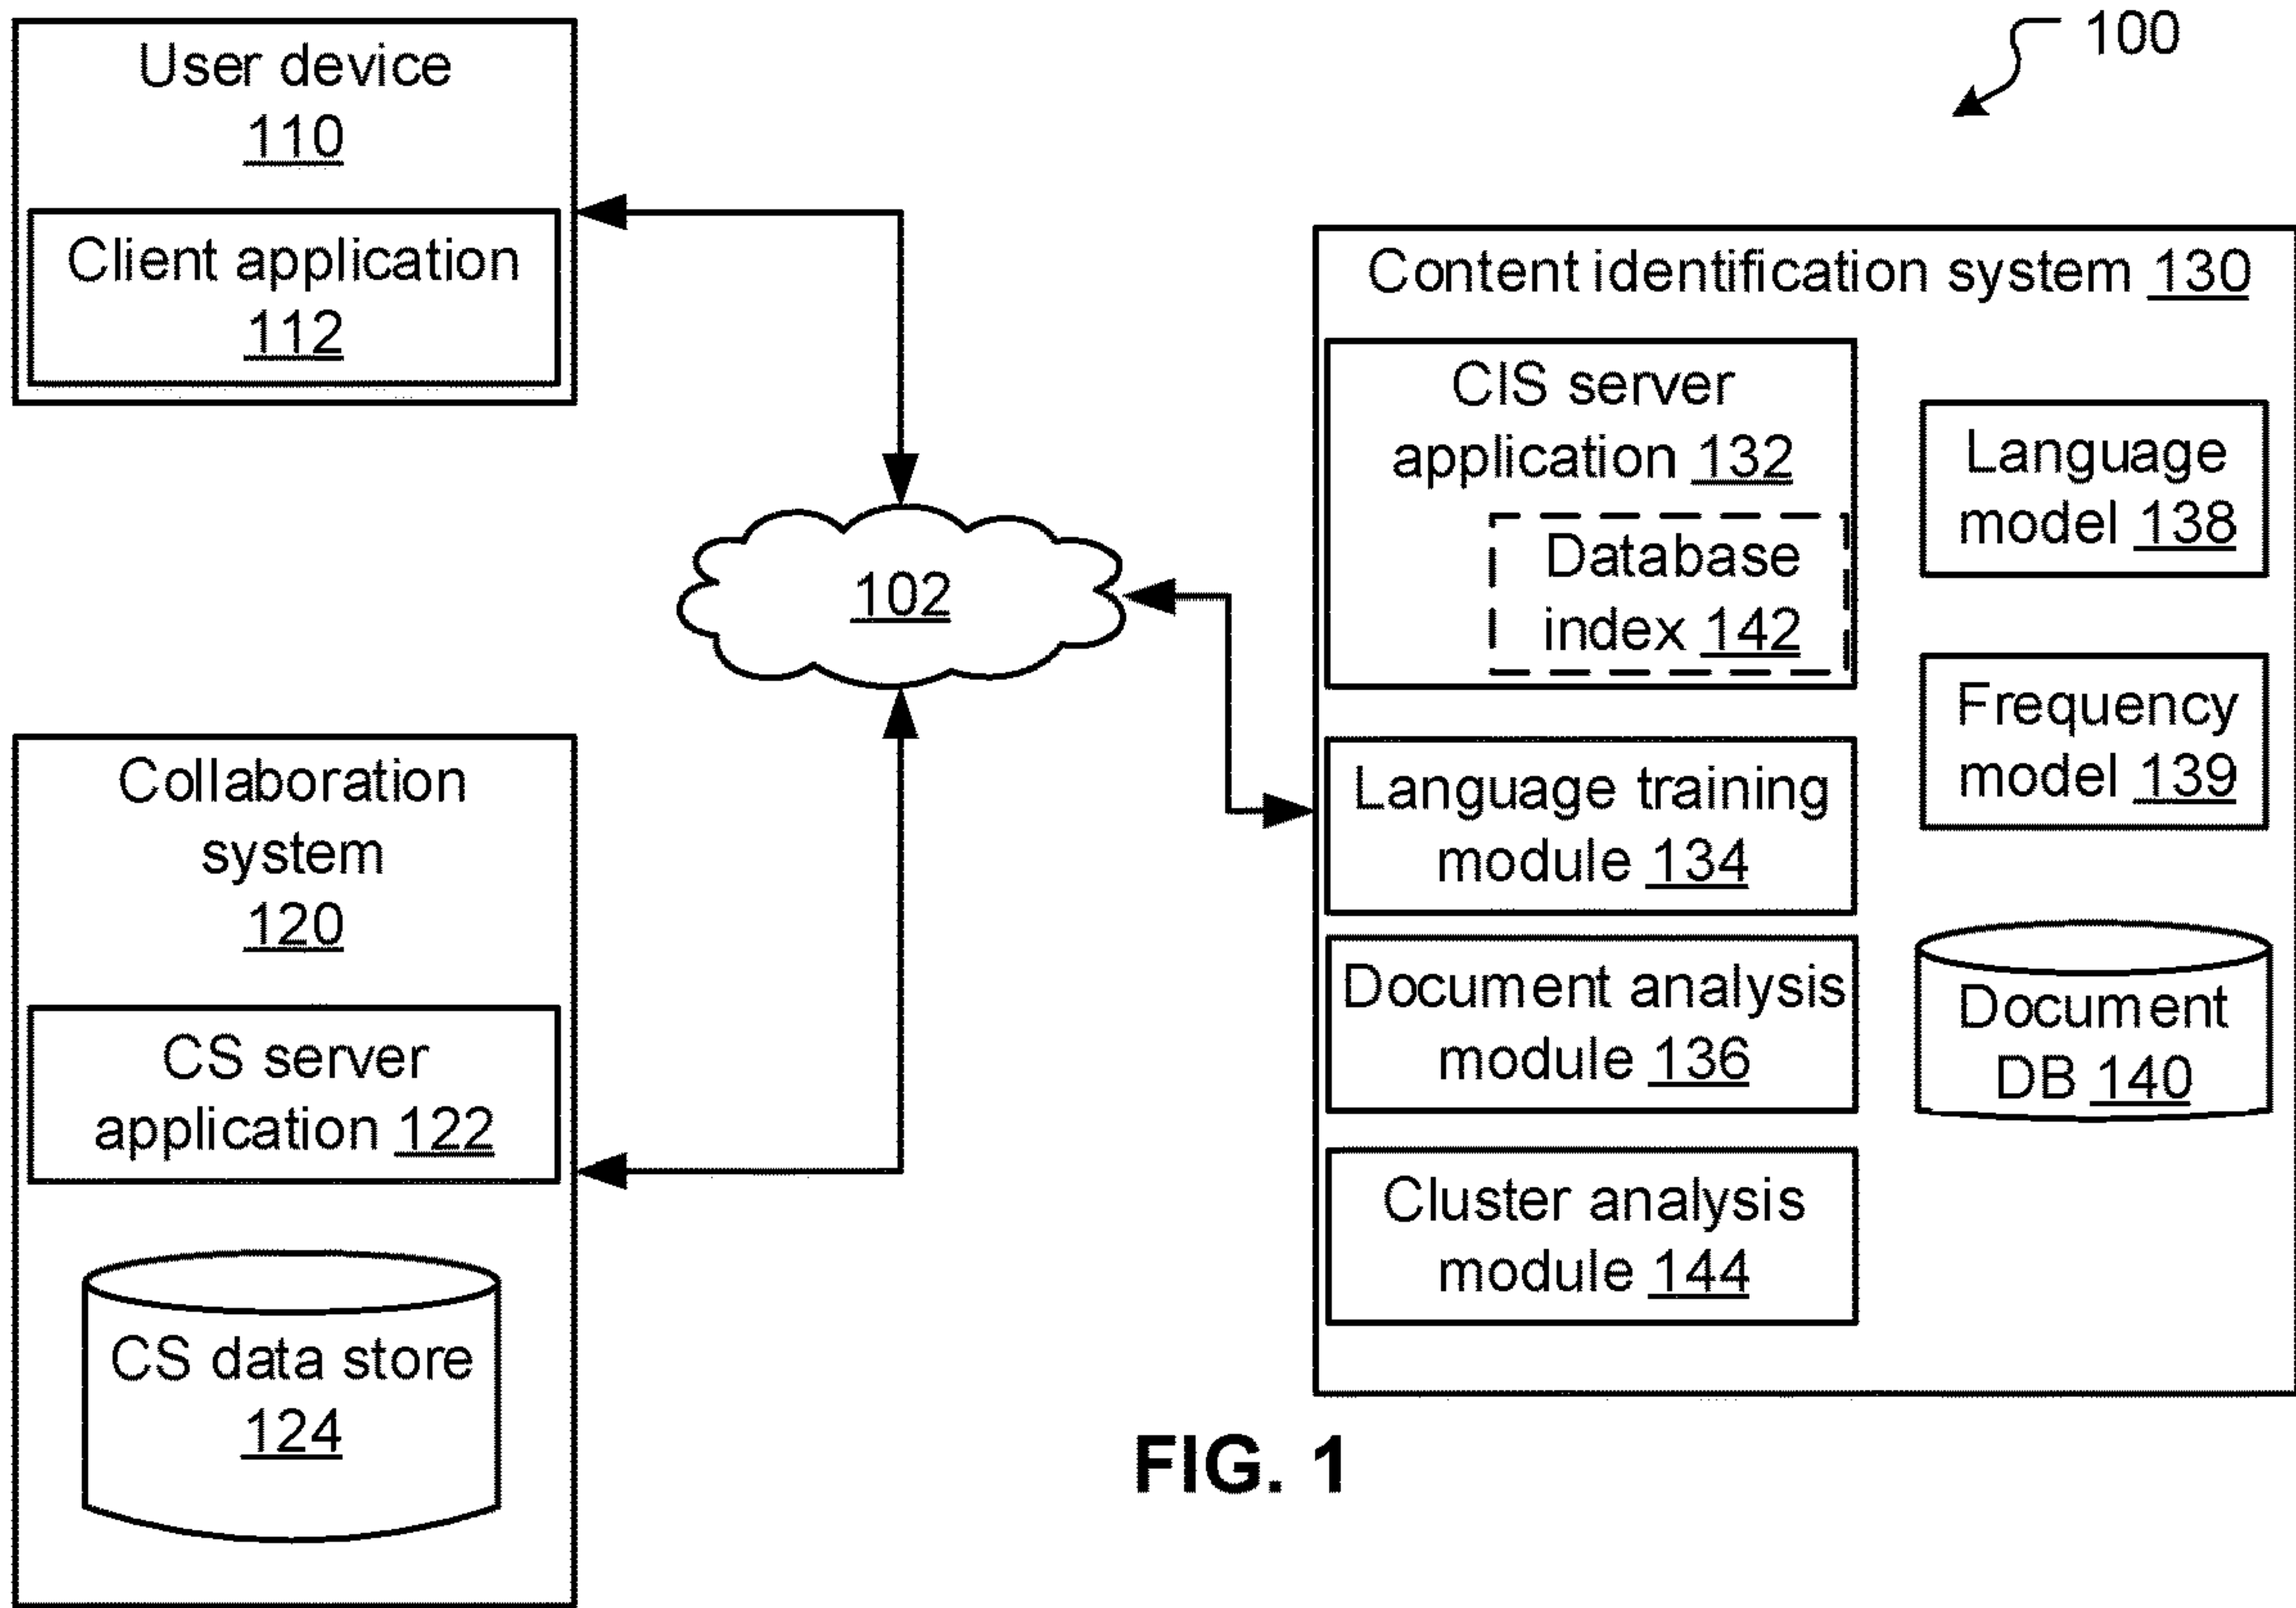 100
User device
110
Client application
112
102
Collaboration
system
120
CS server
application 122
CS data store
124
Content identification system 130
CIS server
application 132
Database
index 142
Language training
module 134
Document analysis
module 136
Cluster analysis
module 144
Language
model 138
Frequency
model 139
Document
DB 140
FIG. 1